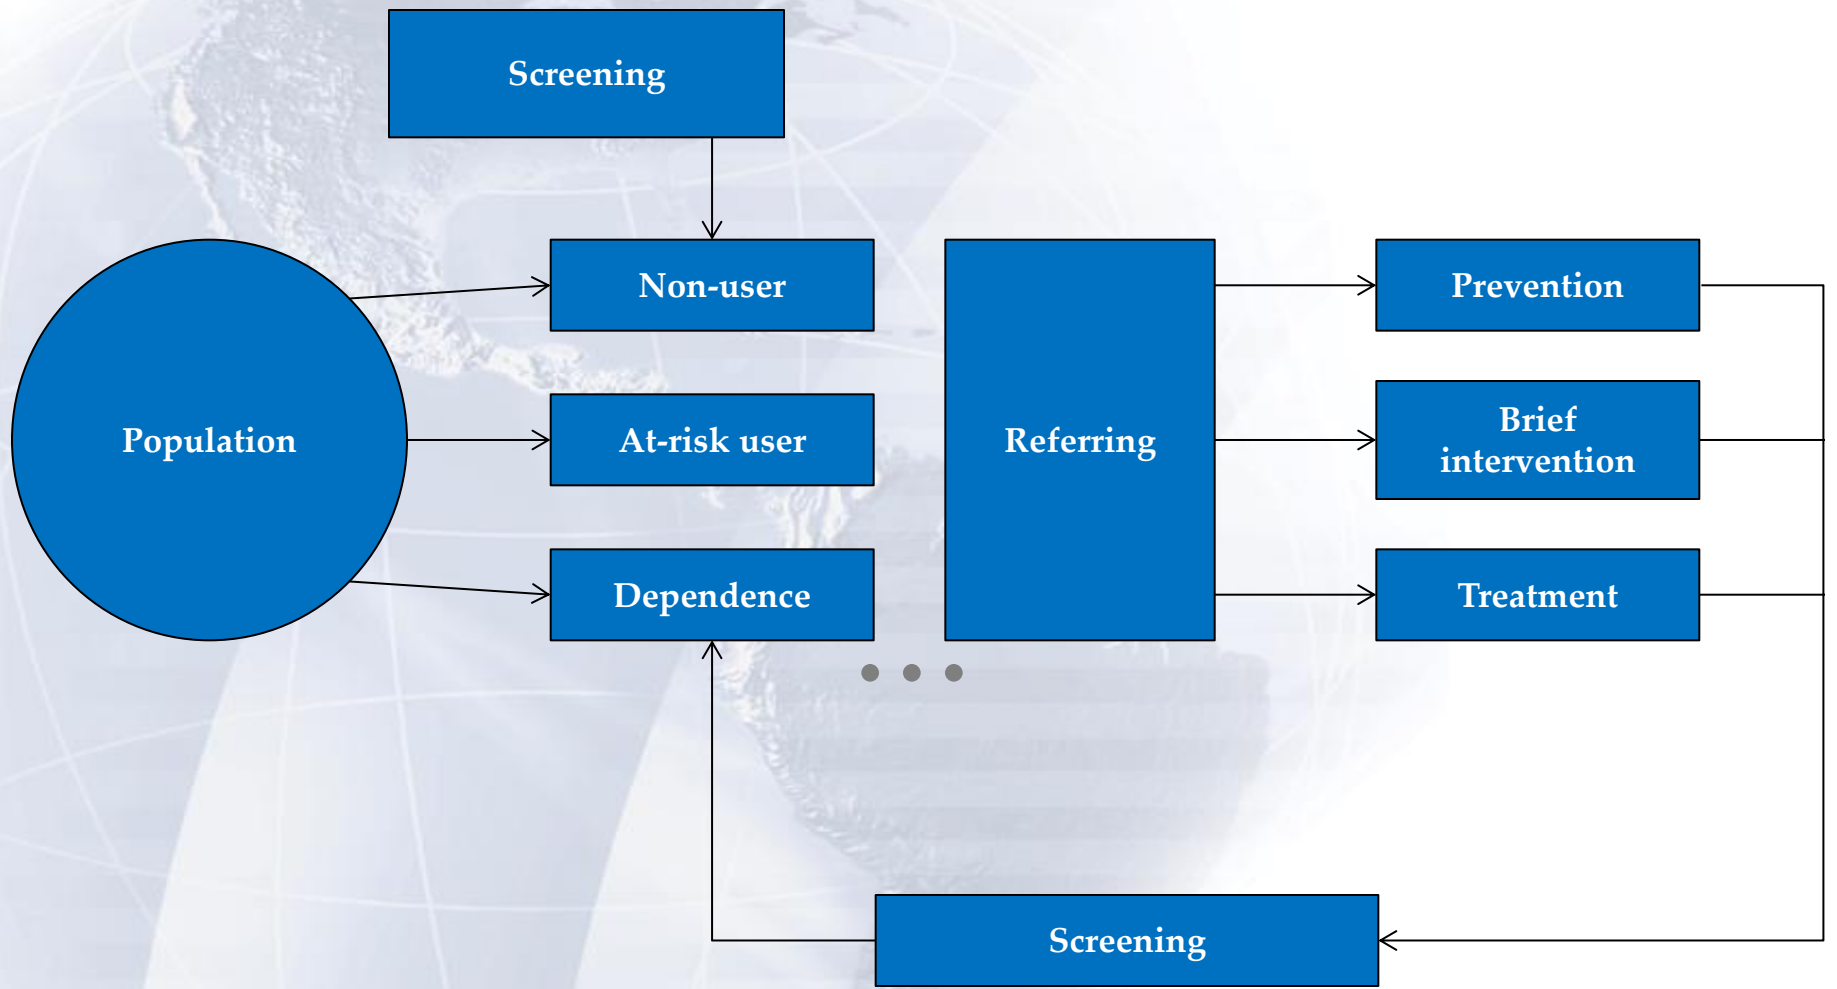 Screening
Non-user
Prevention
Population
At-risk user
Referring
Brief
intervention
Dependence
Treatment
Screening